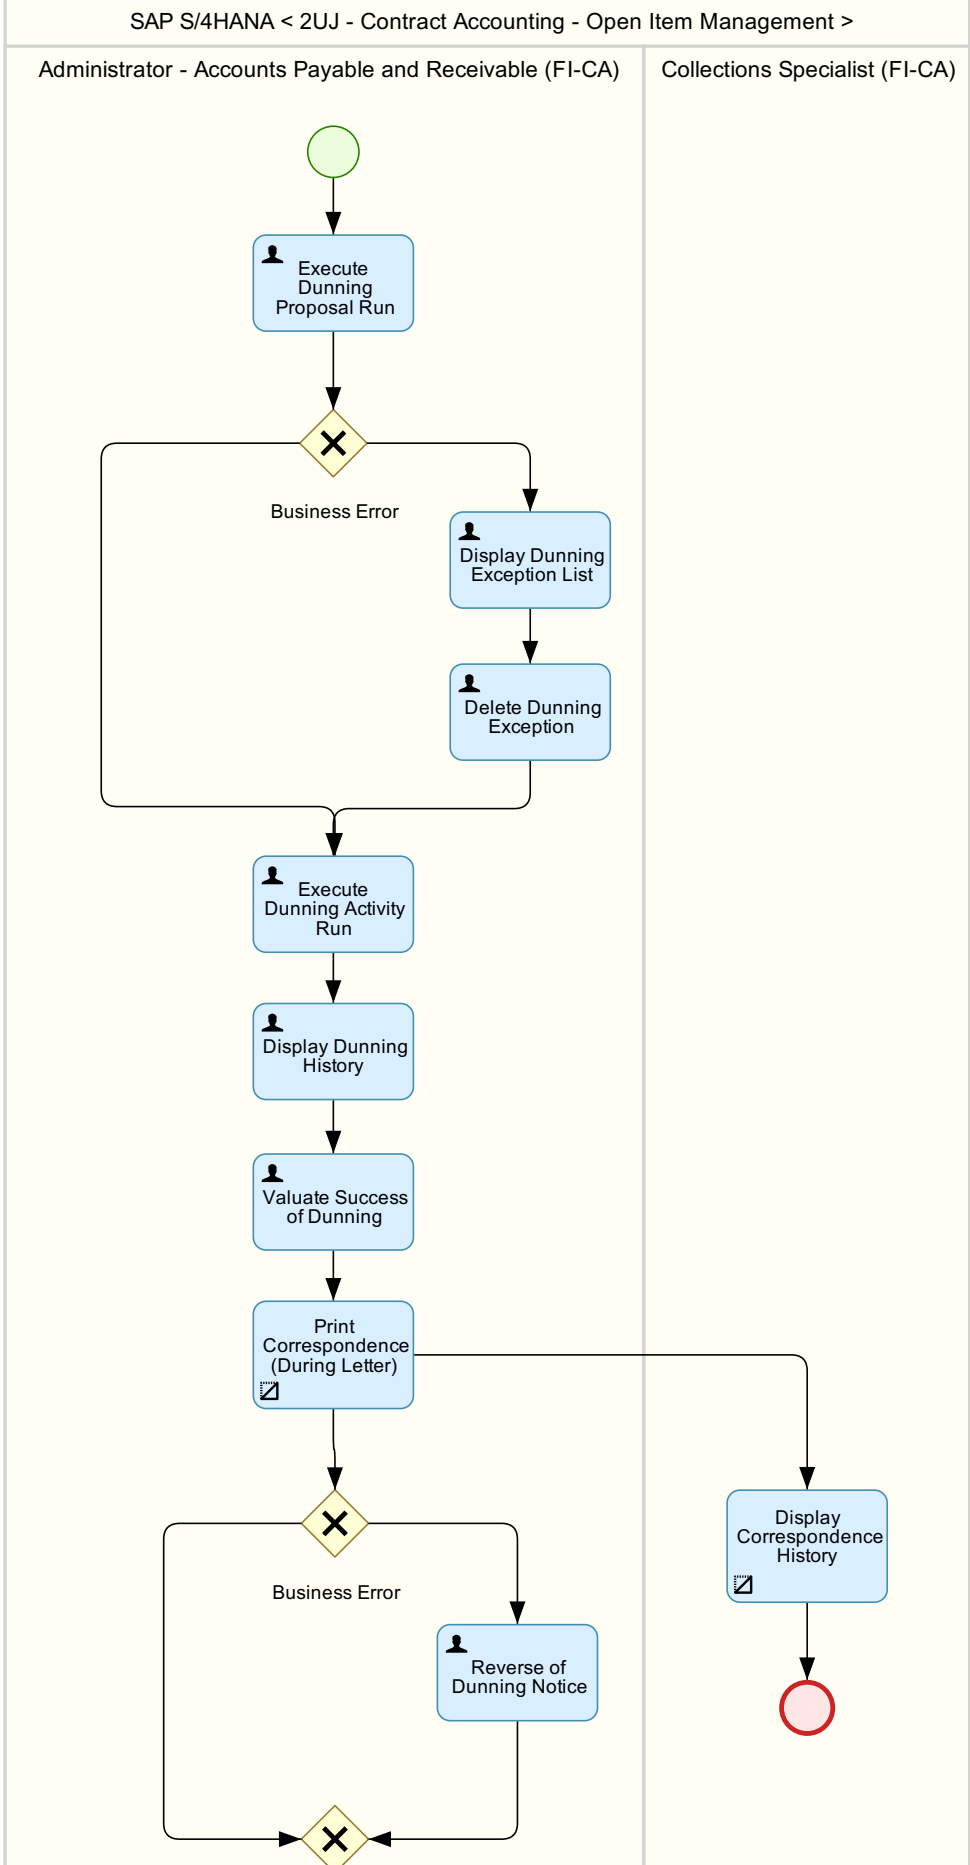 SAP S/4HANA < 2UJ - Contract Accounting - Open Item Management >
Administrator - Accounts Payable and Receivable (FI-CA)
Collections Specialist (FI-CA)
Execute
Dunning
Proposal Run
Business Error
Display Dunning
Exception List
Delete Dunning
Exception
Execute
Dunning Activity
Run
Display Dunning
History
Valuate Success
of Dunning
Print
Correspondence
(During Letter)
Display
Correspondence
History
Business Error
Reverse of
Dunning Notice